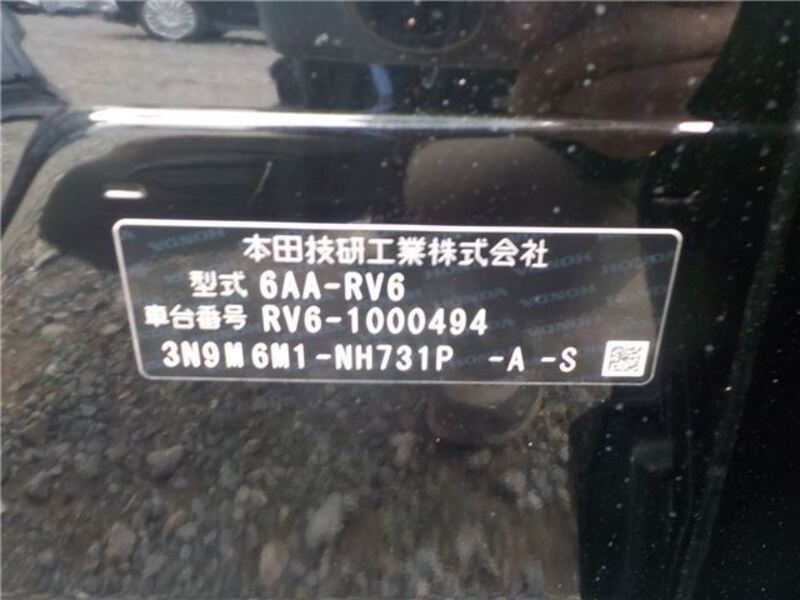 本田技研工業株式会社
型式 6AA-RV6
車台番号 RV6-1000494
3N9M6M1-NH731P -A -S